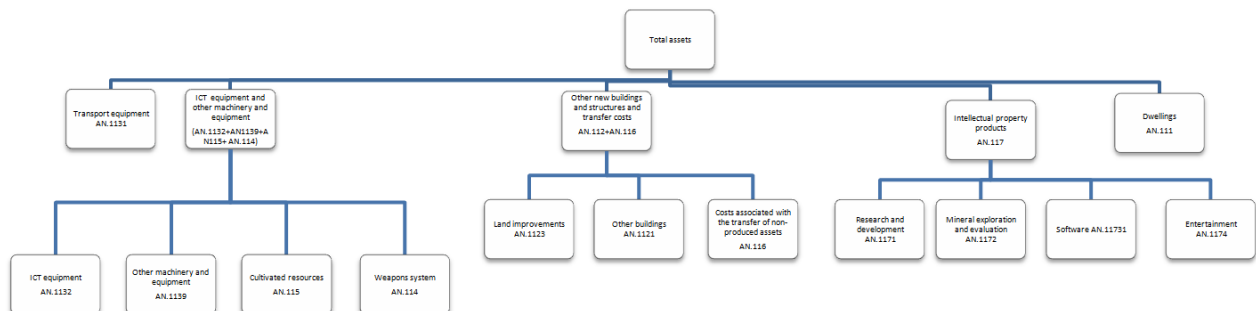 Total assets
Transport equipment
AN.1131
ICT equipment and
other machinery and
equipment
(AN.1132+AN1139+A
N115+ AN.114)
Other new buildings
and structures and
transfer costs
AN.112+AN.116
Intellectual property
products
AN.117
Dwellings
AN.111
Land improvements
AN.1123
Other buildings
AN.1121
Costs associated with
the transfer of non-
produced assets
AN.116
Research and
development
AN.1171
Mineral exploration
and evaluation
AN.1172
Software AN.11731
Entertainment
AN.1174
ICT equipment
AN.1132
Other machinery and
equipment
AN.1139
Cultivated resources
AN.115
Weapons system
AN.114